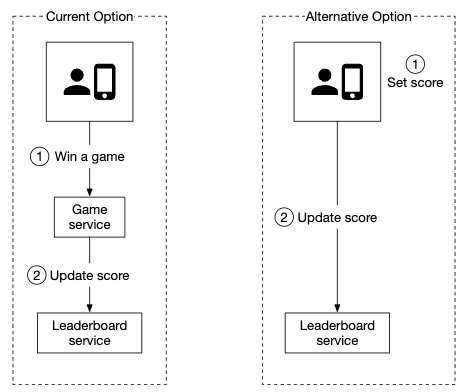 Current Option
1 Win a game
Game
service
2 Update score
Leaderboard
service
Alternative Option
1
Set score
2 Update score
Leaderboard
service